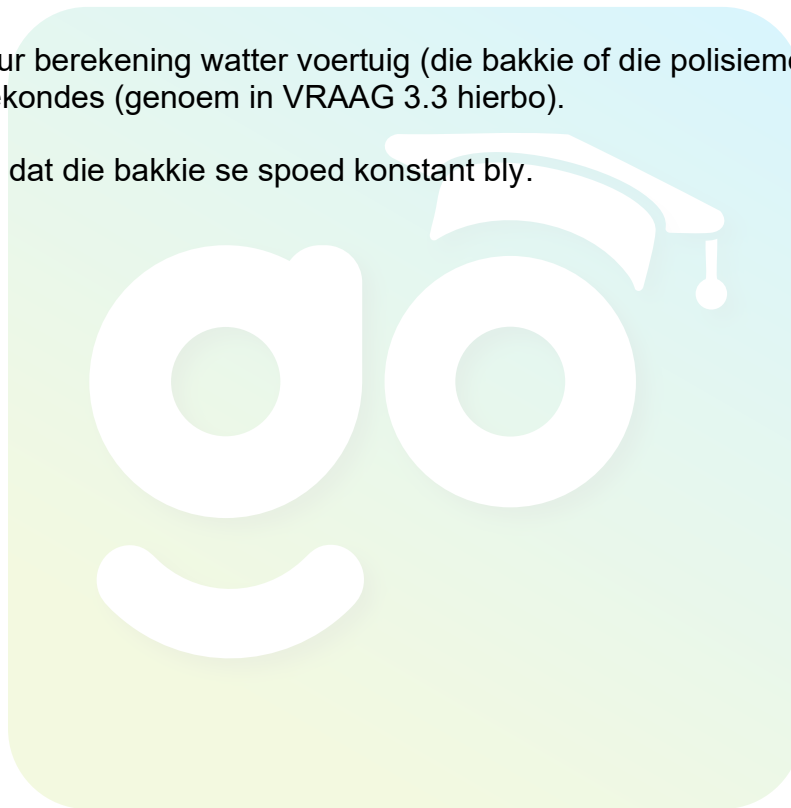 ur berekening watter voertuig (die bakkie of die polisiem
kondes (genoem in VRAAG 3.3 hierbo).
dat die bakkie se spoed konstant bly.
go